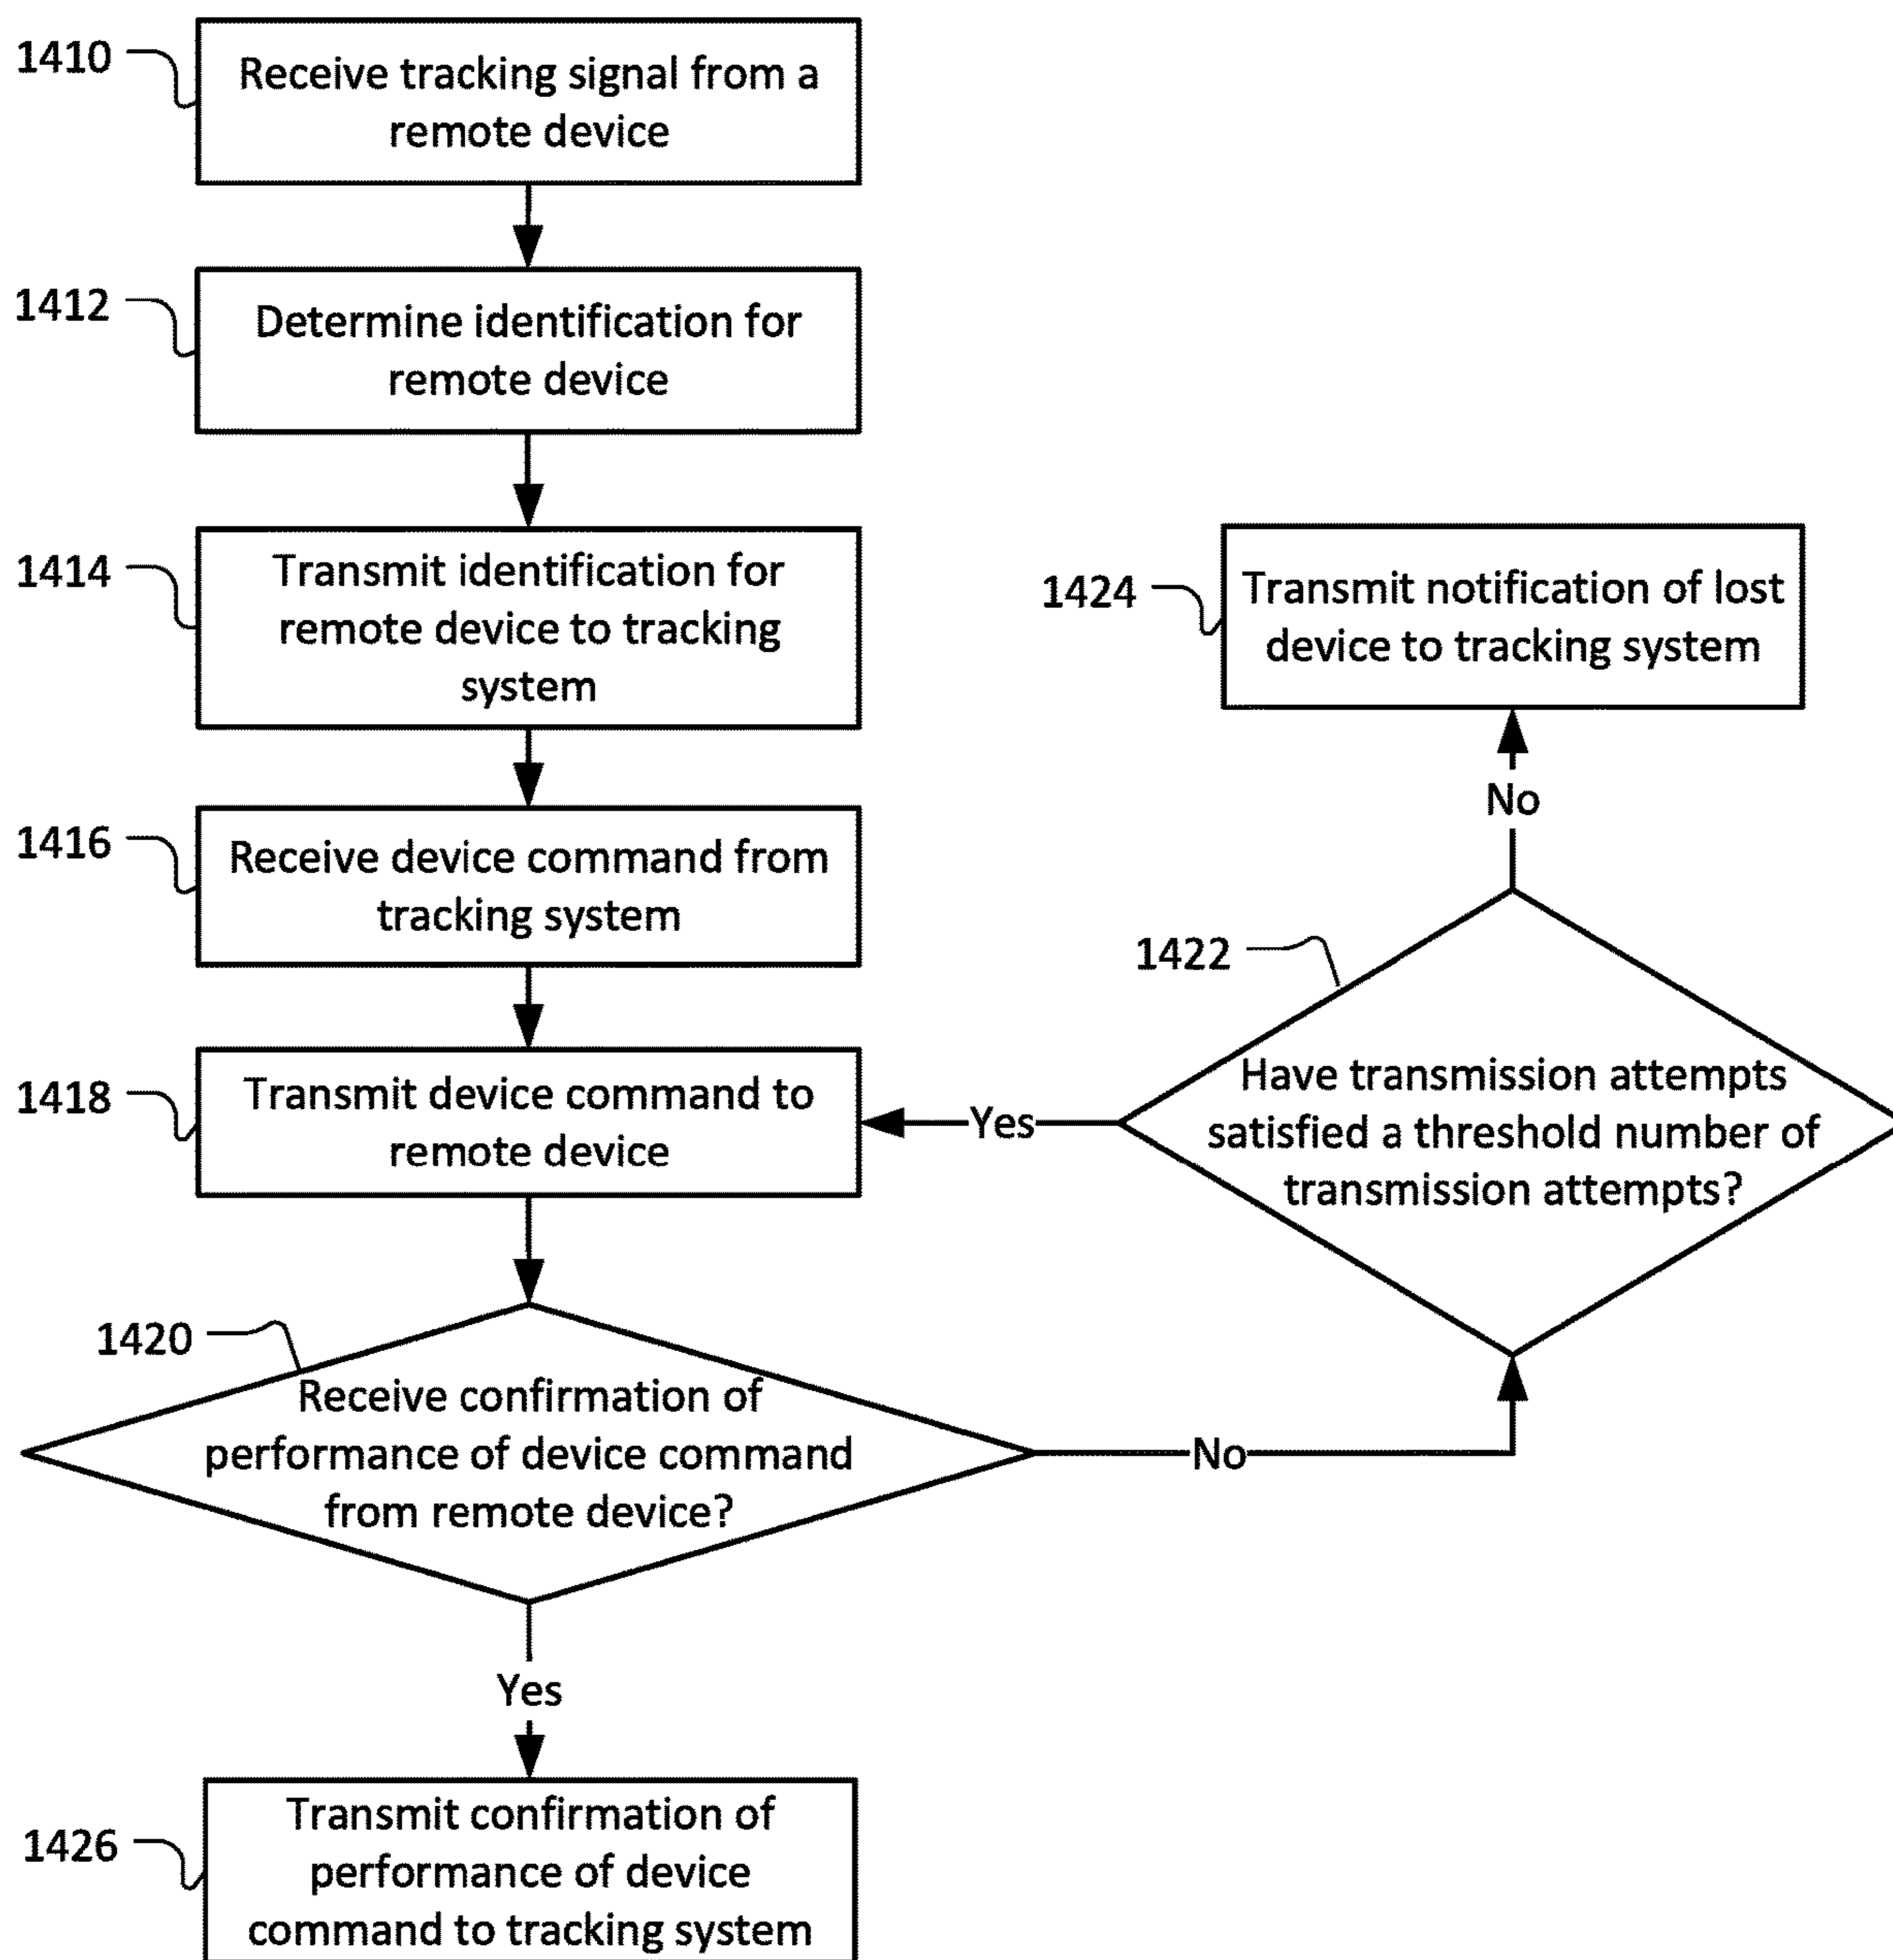 1410
Receive tracking signal from a
remote device
1412
Determine identification for
remote device
1414
Transmit identification for
remote device to tracking
system
1416
Receive device command from
tracking system
1418
Transmit device command to
remote device
1420
Receive confirmation of
performance of device command
from remote device?
No
Yes
1422
Have transmission attempts
satisfied a threshold number of
transmission attempts?
Yes
No
1424
Transmit notification of lost
device to tracking system
1426
Transmit confirmation of
performance of device
command to tracking system